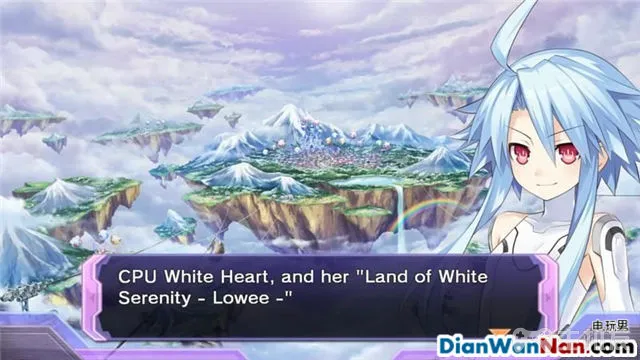 CPU White Heart, and her "Land of White
Serenity - Lowee -"
电玩男
DianWanNan.com